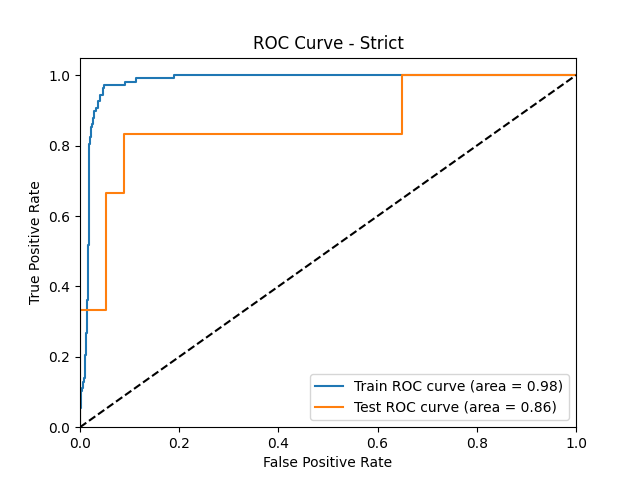 ROC Curve - Strict
True Positive Rate
1.0
0.8
0.6
0.4
0.2
0.0
0.0 0.2 0.4 0.6 0.8 1.0
False Positive Rate
Train ROC curve (area = 0.98)
Test ROC curve (area = 0.86)